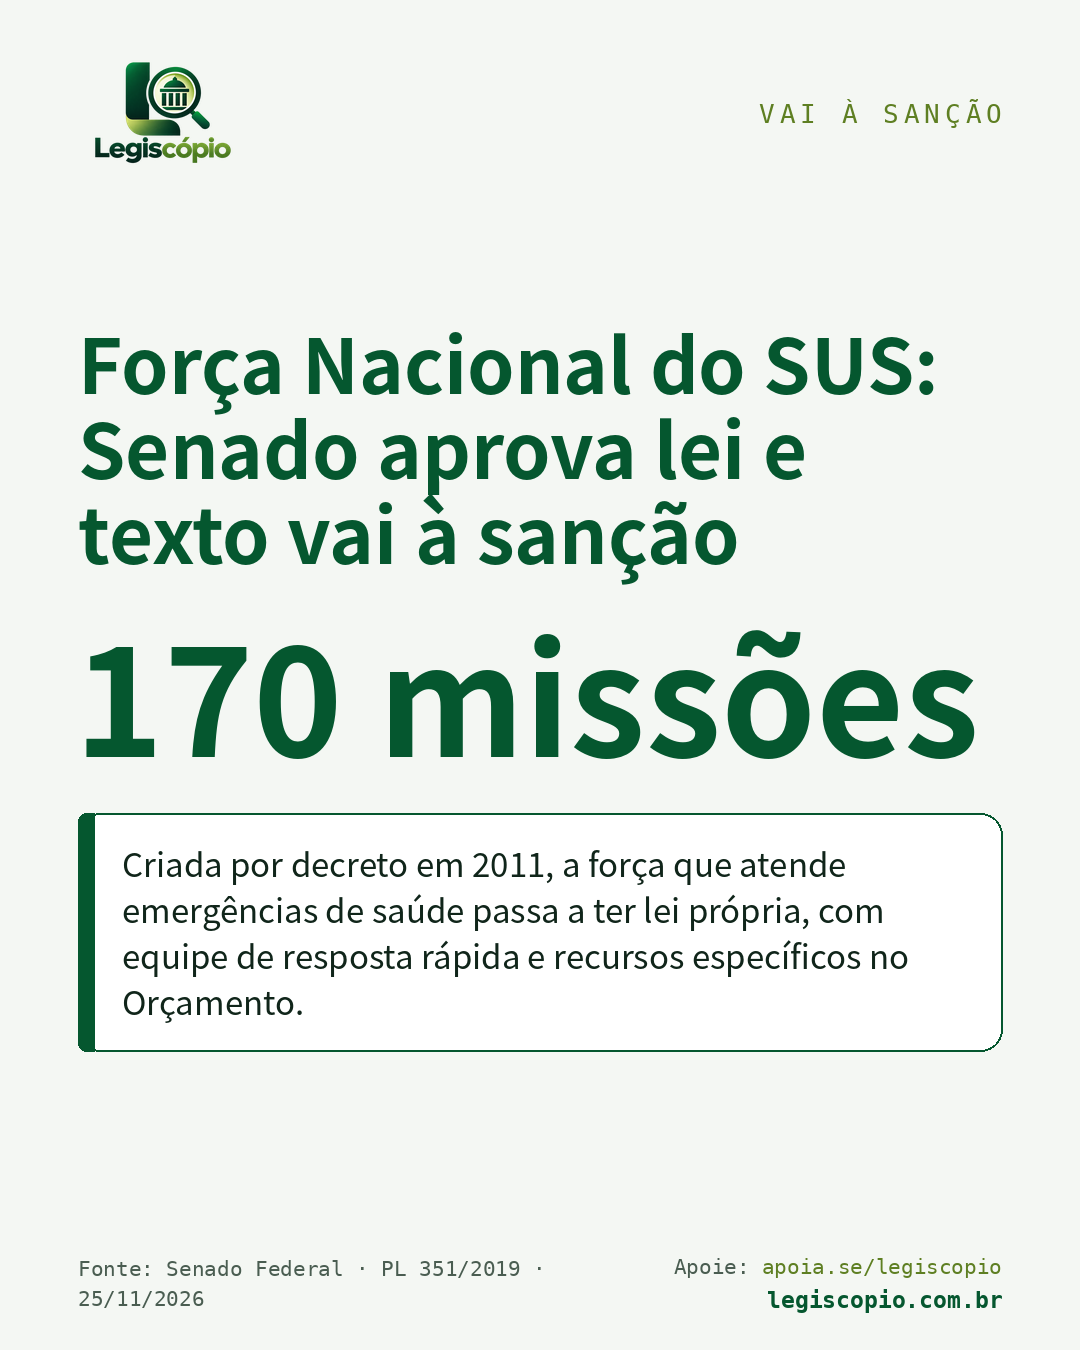 Legiscópio
VAI À SANÇÃO
Força Nacional do SUS:
Senado aprova lei e
texto vai à sanção
170 missões
Criada por decreto em 2011, a força que atende
emergências de saúde passa a ter lei própria, com
equipe de resposta rápida e recursos específicos no
Orçamento.
Fonte: Senado Federal · PL 351/2019 ·
25/11/2026
Apoie: apoia.se/legiscopio
legiscopio.com.br